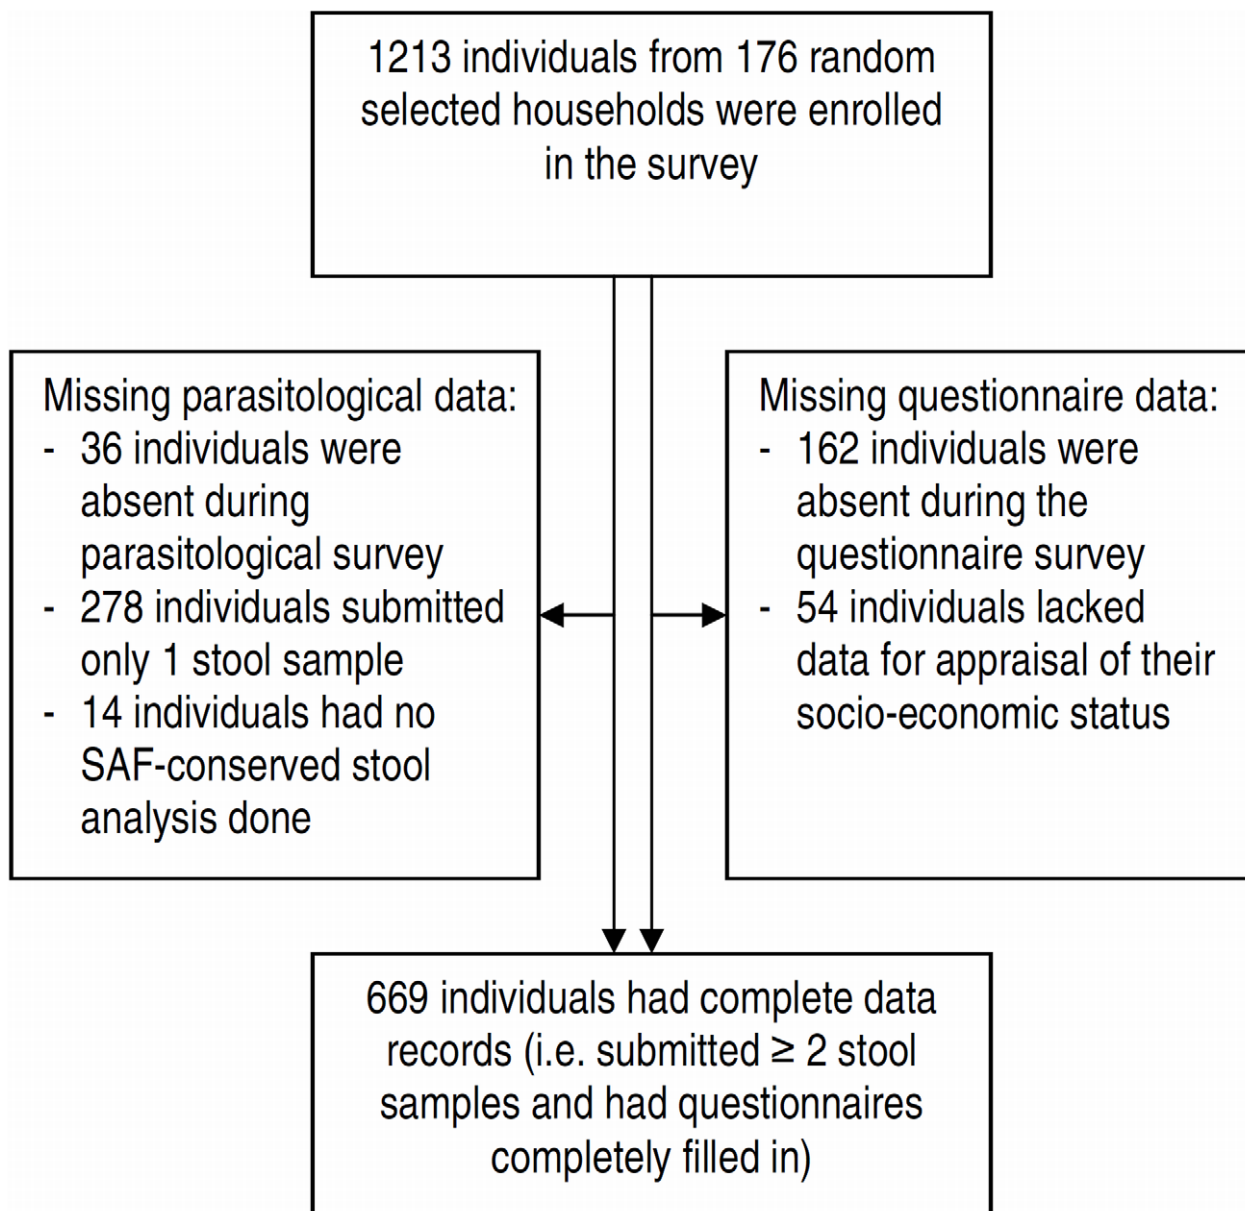 1213 individuals from 176 random
selected households were enrolled
in the survey
Missing parasitological data:
- 36 individuals were
absent during
parasitological survey
- 278 individuals submitted
only 1 stool sample
- 14 individuals had no
SAF-conserved stool
analysis done
Missing questionnaire data:
- 162 individuals were
absent during the
questionnaire survey
- 54 individuals lacked
data for appraisal of their
socio-economic status
669 individuals had complete data
records (i.e. submitted ≥ 2 stool
samples and had questionnaires
completely filled in)